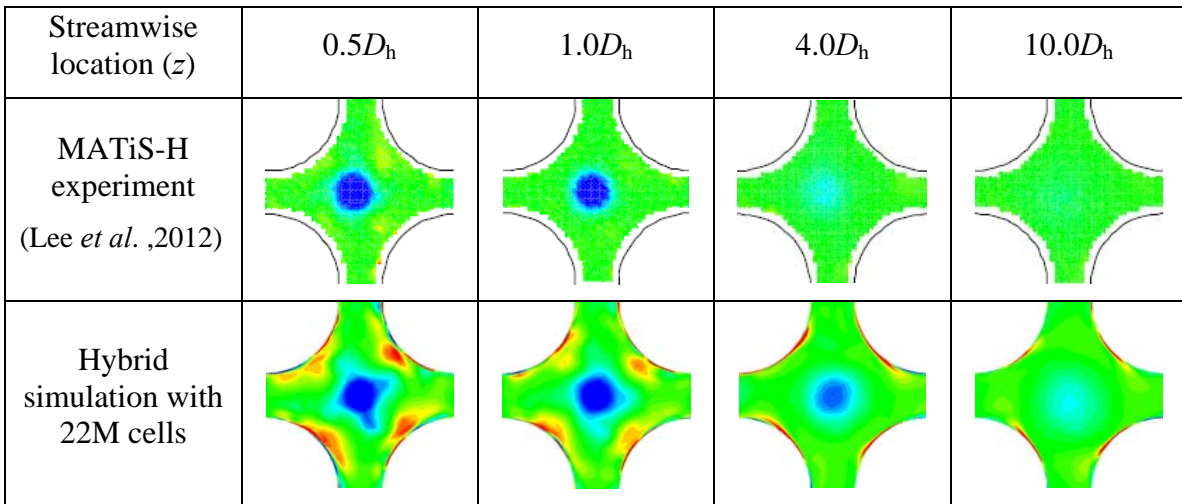 Streamwise
location (z)
0.5Dh
1.0Dh
4.0Dh
10.0Dh
MATiS-H
experiment
(Lee et al. ,2012)
Hybrid
simulation with
22M cells